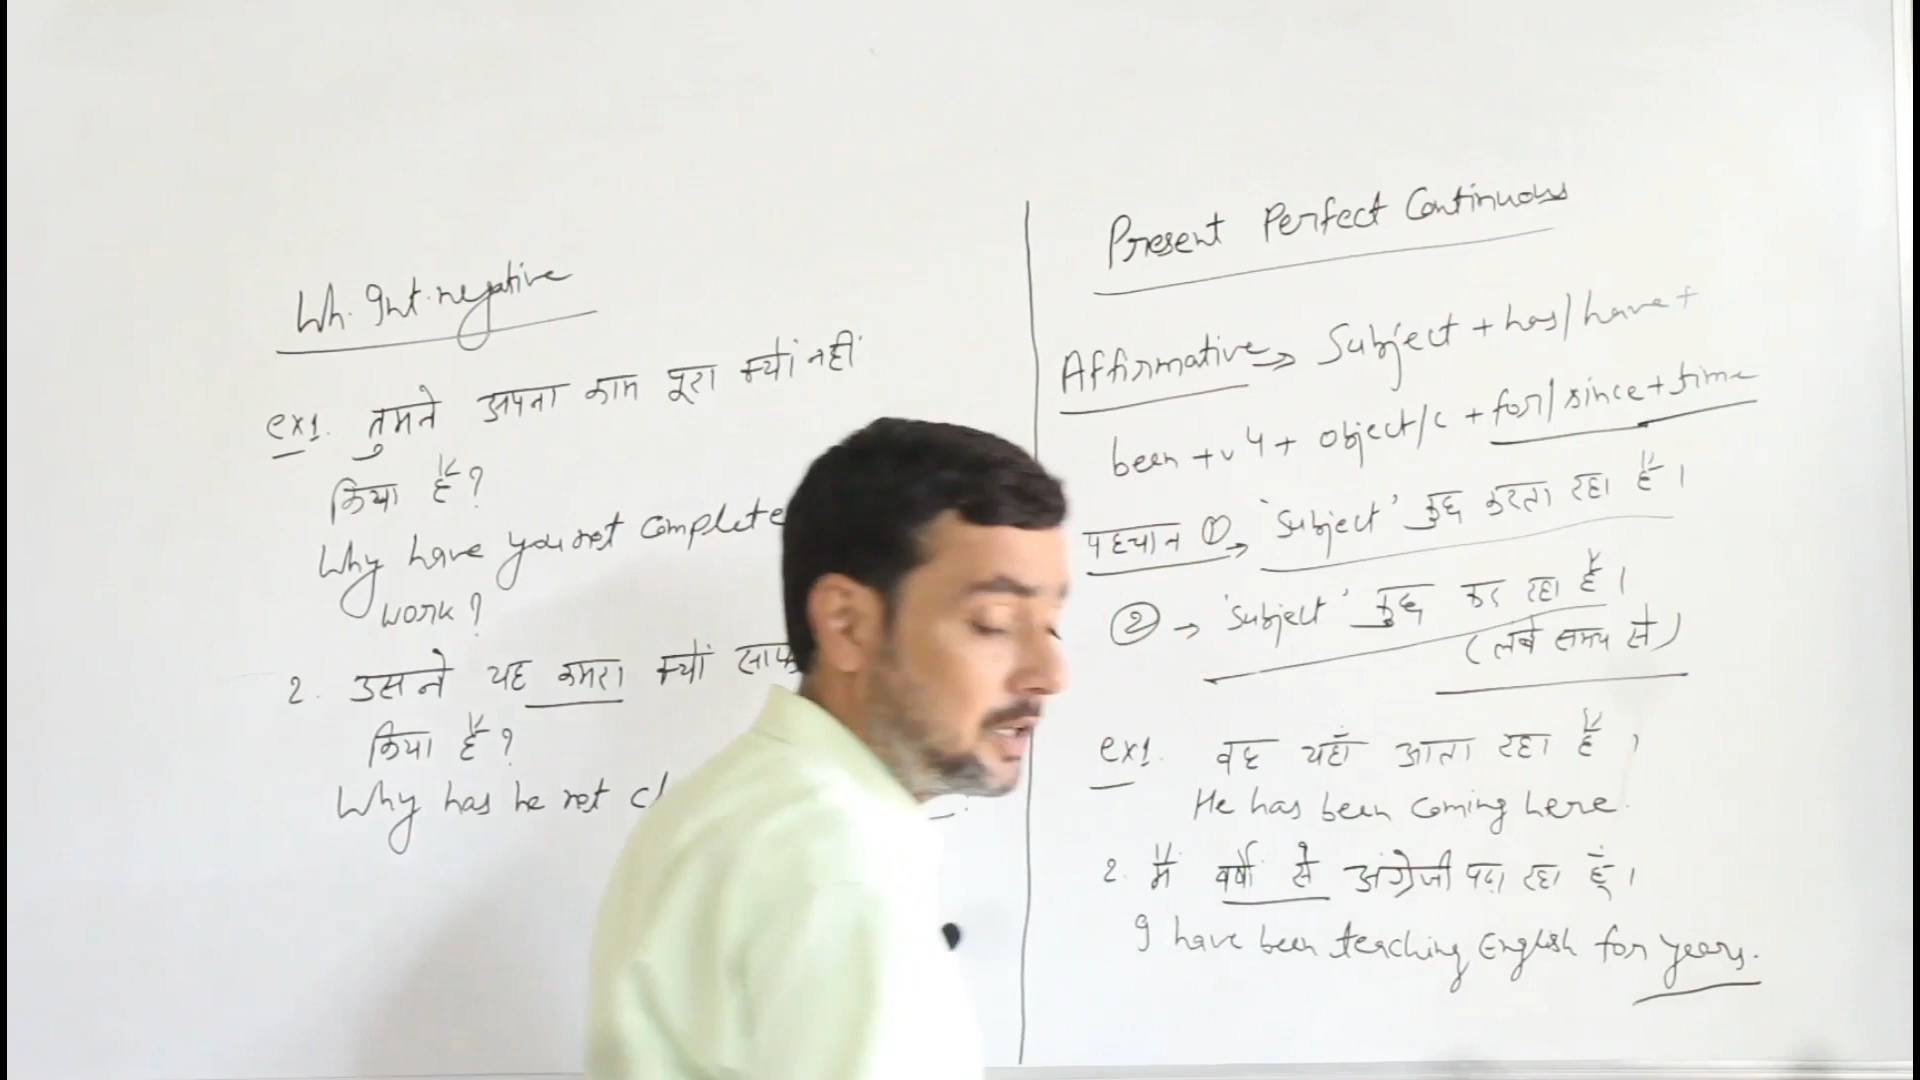 Wh. Int. negative
ex1. तुमने अपना काम पूरा क्यों नहीं
किया है?
Why have you not complete
work?
2. उसने यह कमरा क्यों साफ
किया है?
Why has he not cl
Present Perfect Continuous
Affirmative → Subject + has/have +
been + v4 + object/c + for/since + time
पहचान ① → 'Subject' कुछ करता रहा है।
② → 'Subject' कुछ कर रहा है।
(लंबे समय से)
ex1. वह यहाँ आता रहा है।
He has been coming here.
2. मैं वर्षों से अंग्रेजी पढ़ा रहा हूं।
I have been teaching English for years.